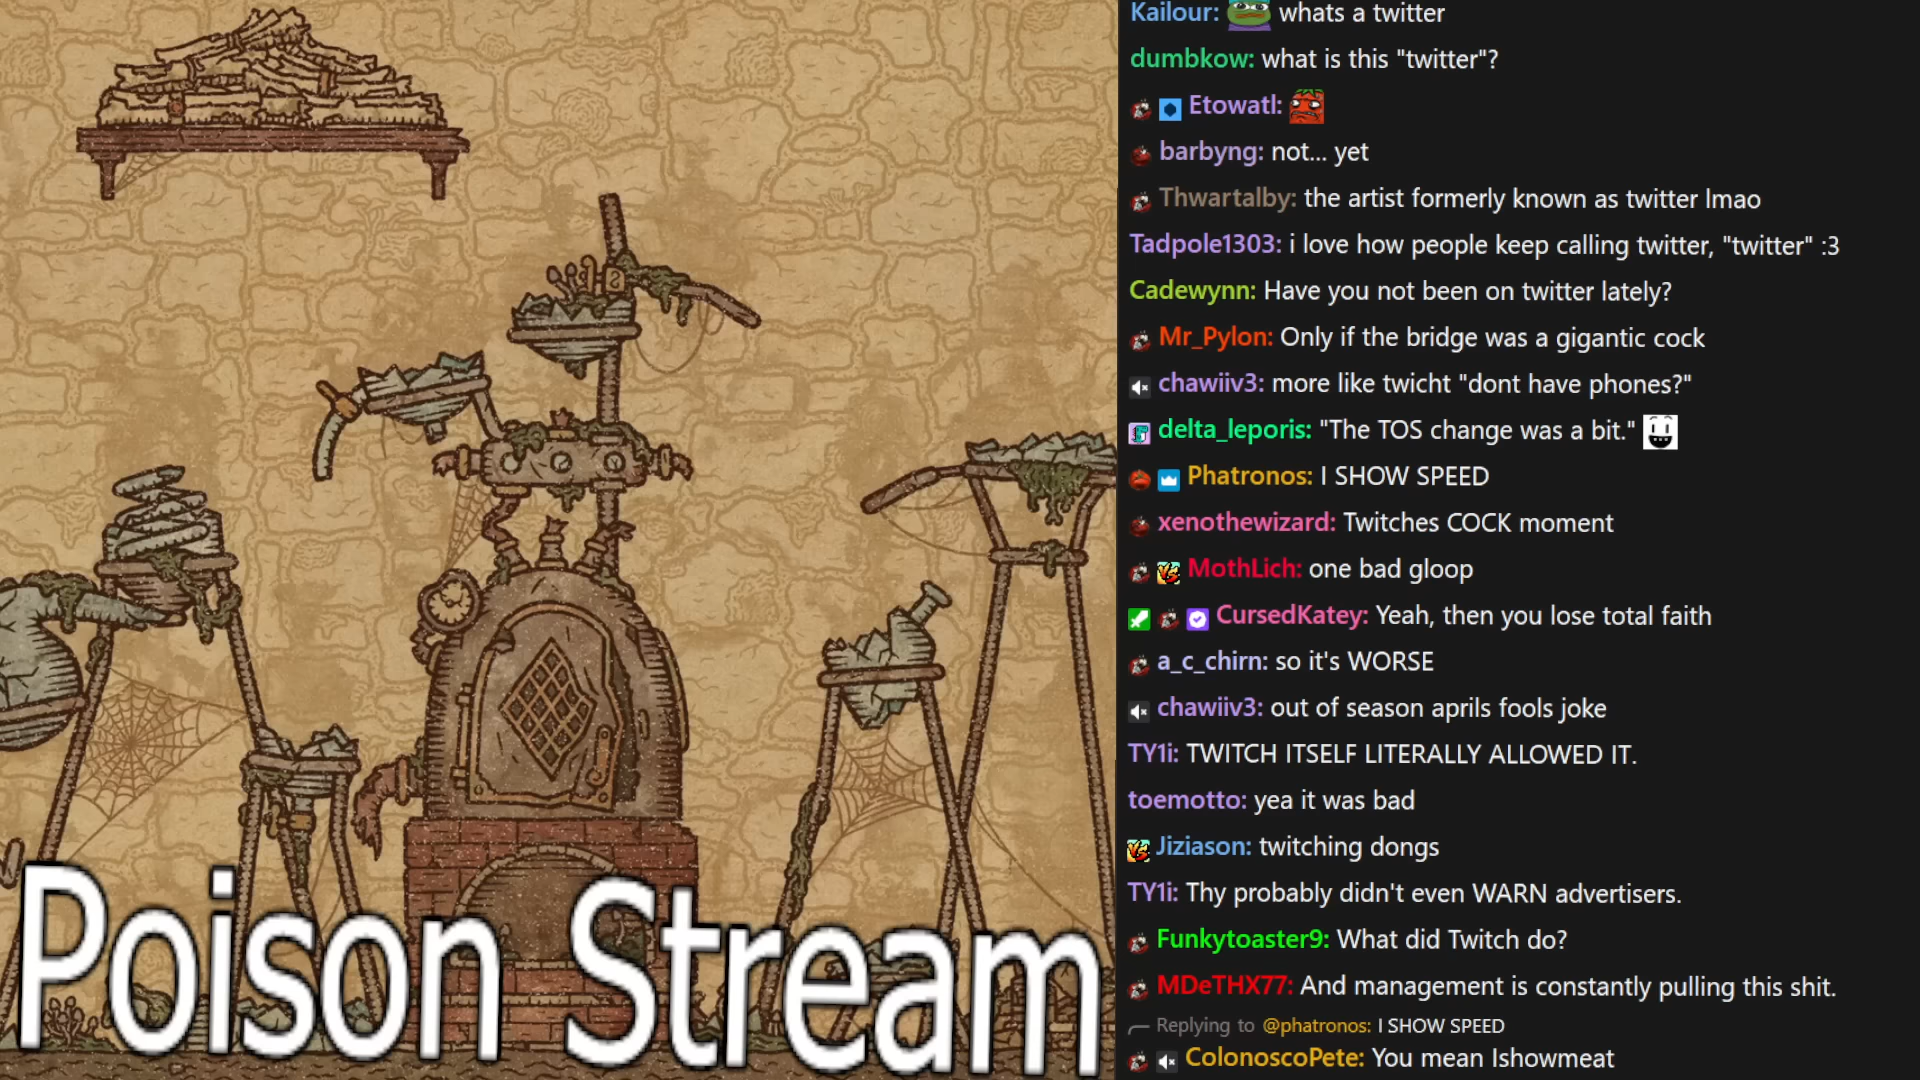 Kailour: whats a twitter
dumbkow: what is this "twitter"?
Etowatl:
barbyng: not... yet
Thwartalby: the artist formerly known as twitter lmao
Tadpole1303: i love how people keep calling twitter, "twitter" :3
Cadewynn: Have you not been on twitter lately?
Mr_Pylon: Only if the bridge was a gigantic cock
chawiiv3: more like twicht "dont have phones?"
delta_leporis: "The TOS change was a bit."
Phatronos: I SHOW SPEED
xenothewizard: Twitches COCK moment
MothLich: one bad gloop
CursedKatey: Yeah, then you lose total faith
a_c_chirn: so it's WORSE
chawiiv3: out of season aprils fools joke
TY1i: TWITCH ITSELF LITERALLY ALLOWED IT.
toemotto: yea it was bad
Jiziason: twitching dongs
TY1i: Thy probably didn't even WARN advertisers.
Funkytoaster9: What did Twitch do?
MDeTHX77: And management is constantly pulling this shit.
Replying to @phatronos: I SHOW SPEED
ColonoscoPete: You mean Ishowmeat
Poison Stream